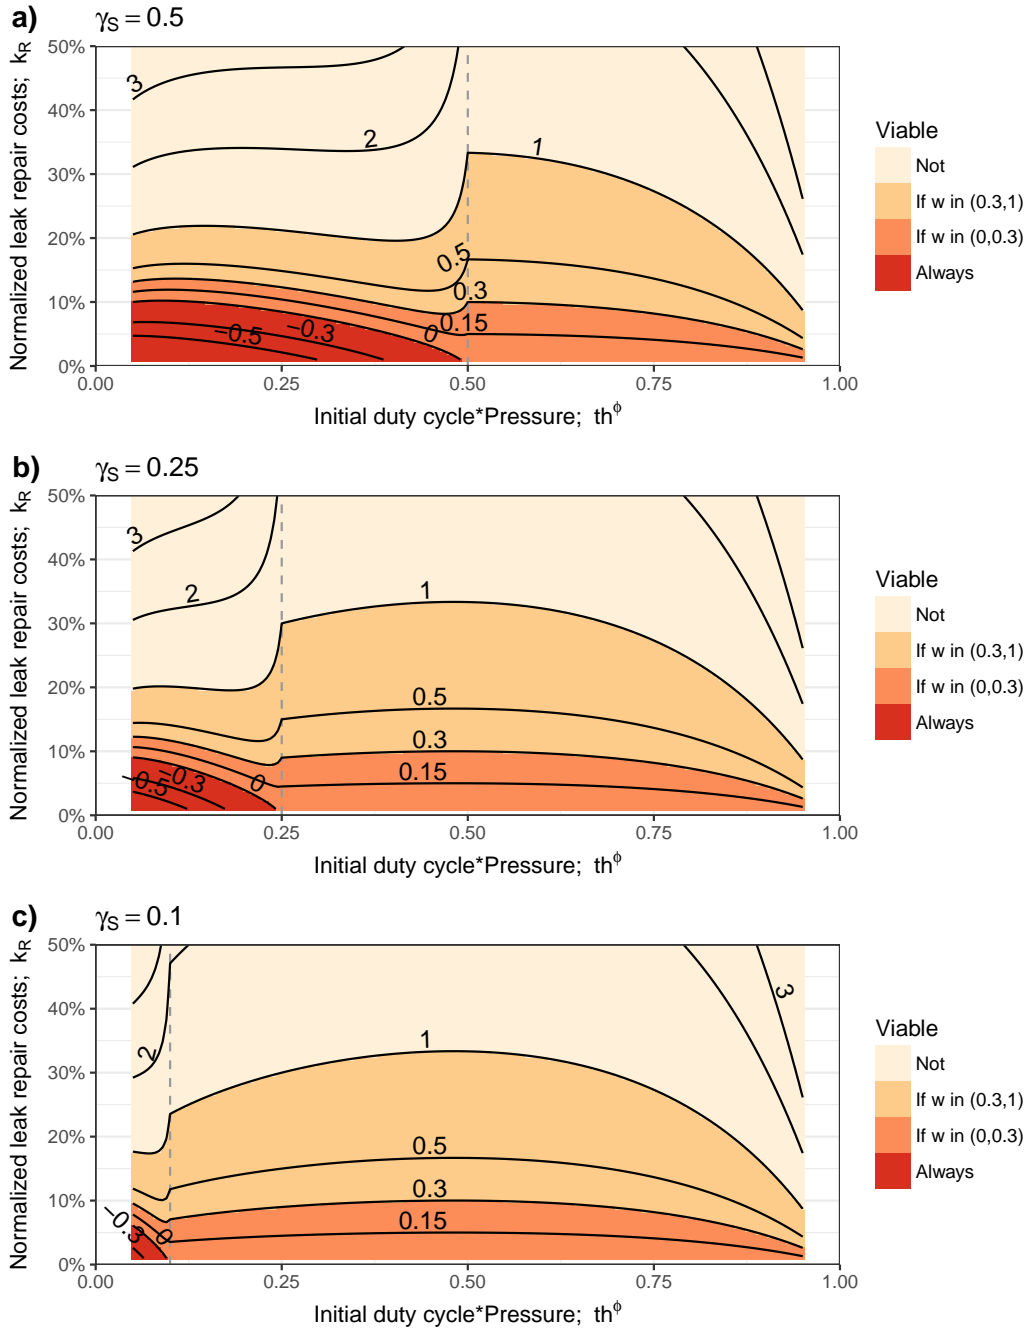 a) γS = 0.5
Normalized leak repair costs; kR
50%
40%
30%
20%
10%
0%
3
2
1
0.5
0.3
0.15
0
−0.3
−0.5
0.00 0.25 0.50 0.75 1.00
Initial duty cycle*Pressure; th^ϕ
Viable
Not
If w in (0.3,1)
If w in (0,0.3)
Always
b) γS = 0.25
Normalized leak repair costs; kR
50%
40%
30%
20%
10%
0%
3
2
1
0.5
0.3
0.15
0
−0.3
−0.5
0.00 0.25 0.50 0.75 1.00
Initial duty cycle*Pressure; th^ϕ
Viable
Not
If w in (0.3,1)
If w in (0,0.3)
Always
c) γS = 0.1
Normalized leak repair costs; kR
50%
40%
30%
20%
10%
0%
3
2
1
0.5
0.3
0.15
0
−0.3
0.00 0.25 0.50 0.75 1.00
Initial duty cycle*Pressure; th^ϕ
Viable
Not
If w in (0.3,1)
If w in (0,0.3)
Always